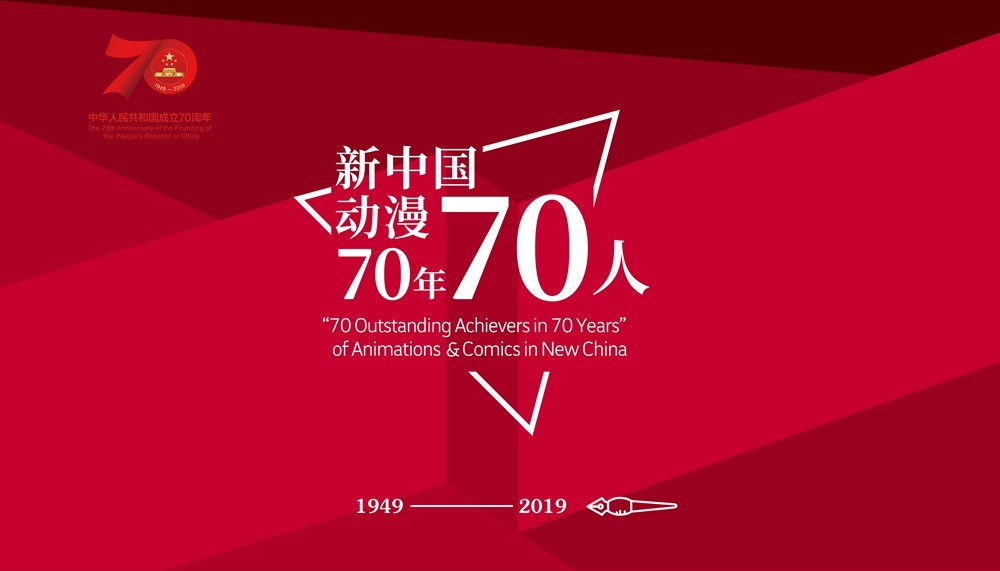 1949 — 2019
中华人民共和国成立70周年
The 70th Anniversary of the Founding of
The People's Republic of China
新中国
动漫
70年70人
“70 Outstanding Achievers in 70 Years”
of Animations & Comics in New China
1949 — 2019